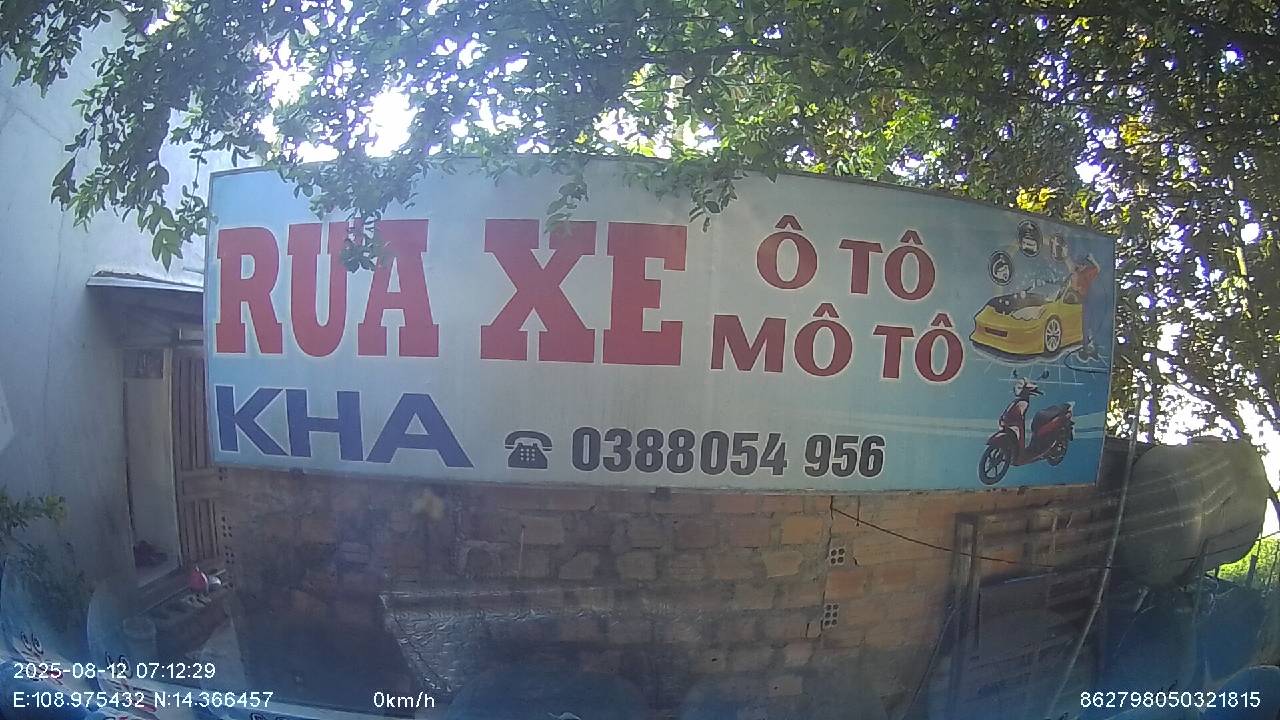 RỬA XE
Ô TÔ
MÔ TÔ
KHA
0388054 956
2025-08-12 07:12:29
E:108.975432 N:14.366457
0km/h
862798050321815